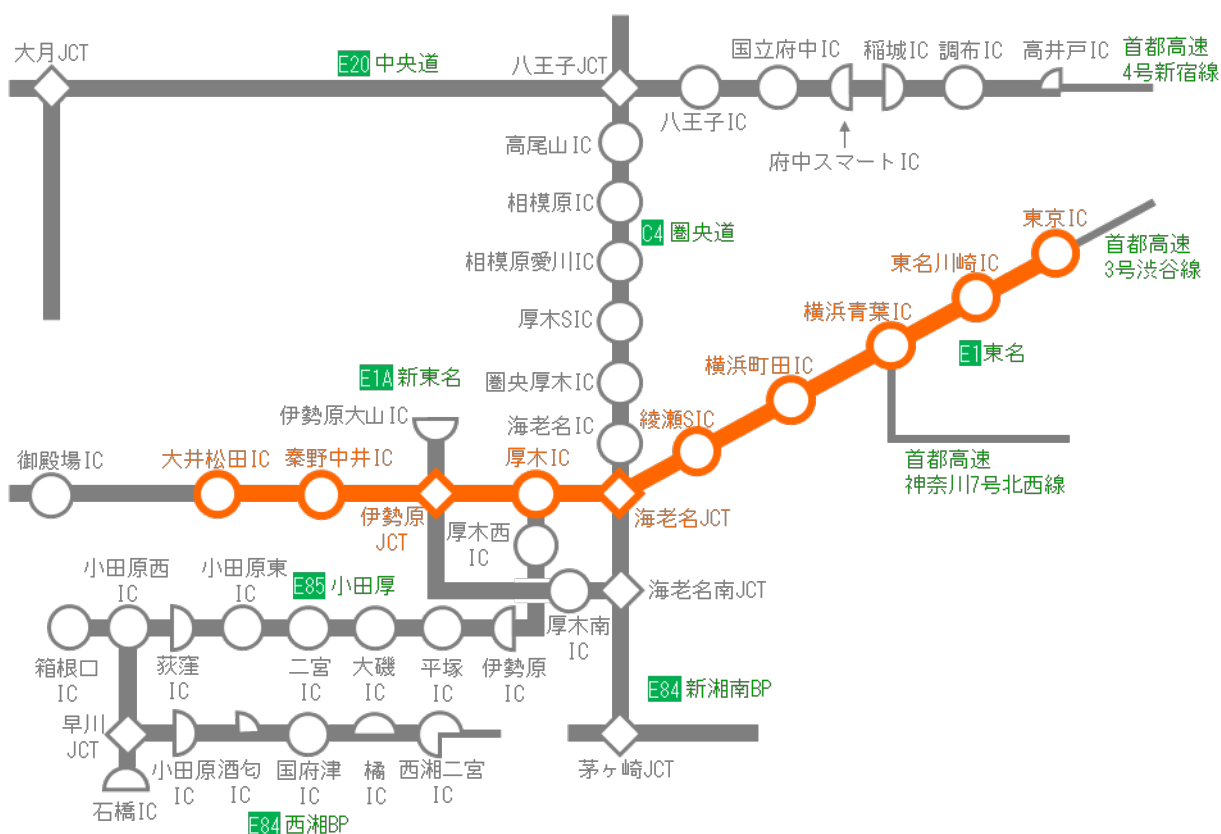 大月JCT
E20 中央道
八王子JCT
国立府中IC
稲城IC
調布IC
高井戸IC
首都高速
4号新宿線
八王子IC
府中スマートIC
高尾山IC
相模原IC
C4 圏央道
相模原愛川IC
厚木SIC
圏央厚木IC
海老名IC
東京IC
首都高速
3号渋谷線
東名川崎IC
横浜青葉IC
E1 東名
横浜町田IC
綾瀬SIC
首都高速
神奈川7号北西線
E1A 新東名
伊勢原大山IC
御殿場IC
大井松田IC
秦野中井IC
厚木IC
伊勢原
JCT
海老名JCT
厚木西
IC
海老名南JCT
厚木南
IC
小田原西
IC
小田原東
IC
E85 小田厚
箱根口
IC
荻窪
IC
二宮
IC
大磯
IC
平塚
IC
伊勢原
IC
E84 新湘南BP
茅ヶ崎JCT
早川
JCT
石橋IC
小田原
IC
酒匂
IC
国府津
IC
橘
IC
西湘二宮
IC
E84 西湘BP